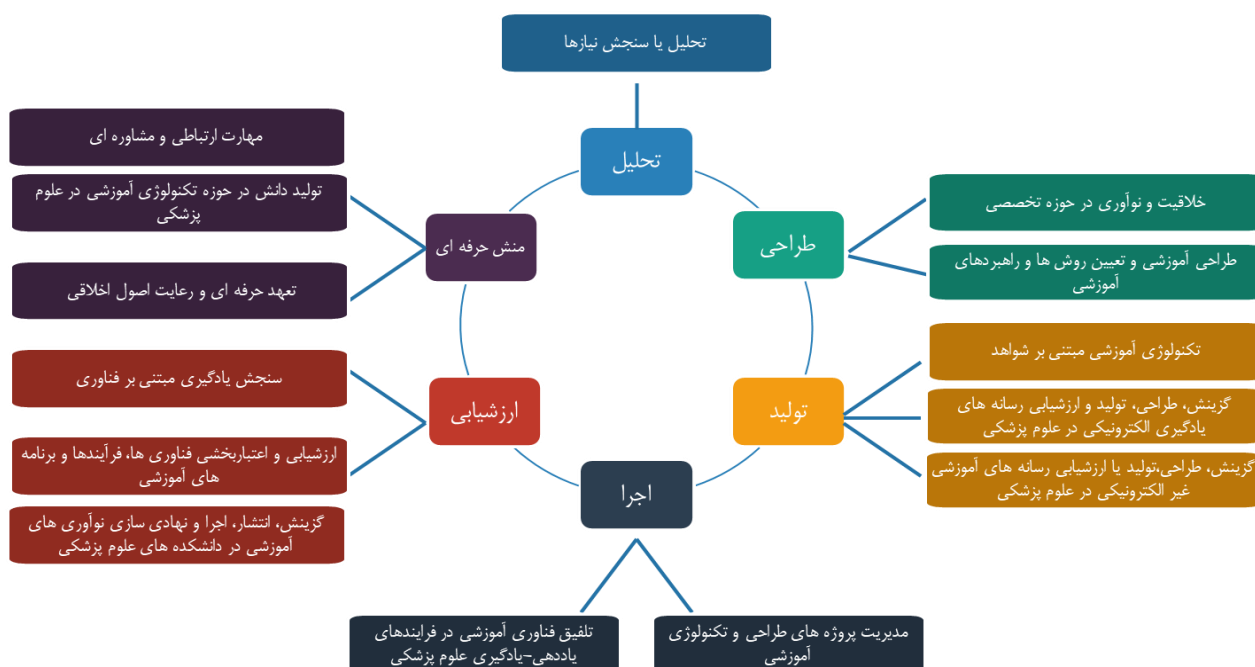 تحلیل یا سنجش نیازها
تحلیل
مهارت ارتباطی و مشاوره ای
تولید دانش در حوزه تکنولوژی آموزشی در علوم
پزشکی
تعهد حرفه ای و رعایت اصول اخلاقی
منش حرفه ای
طراحی
خلاقیت و نوآوری در حوزه تخصصی
طراحی آموزشی و تعیین روش ها و راهبردهای
آموزشی
تکنولوژی آموزشی مبتنی بر شواهد
گزینش، طراحی، تولید و ارزشیابی رسانه های
یادگیری الکترونیکی در علوم پزشکی
گزینش، طراحی،تولید یا ارزشیابی رسانه های آموزشی
غیر الکترونیکی در علوم پزشکی
تولید
ارزشیابی
سنجش یادگیری مبتنی بر فناوری
ارزشیابی و اعتباربخشی فناوری ها، فرآیندها و برنامه
های آموزشی
گزینش، انتشار، اجرا و نهادی سازی نوآوری های
آموزشی در دانشکده های علوم پزشکی
اجرا
مدیریت پروژه های طراحی و تکنولوژی
آموزشی
تلفیق فناوری آموزشی در فرایندهای
یاددهی-یادگیری علوم پزشکی